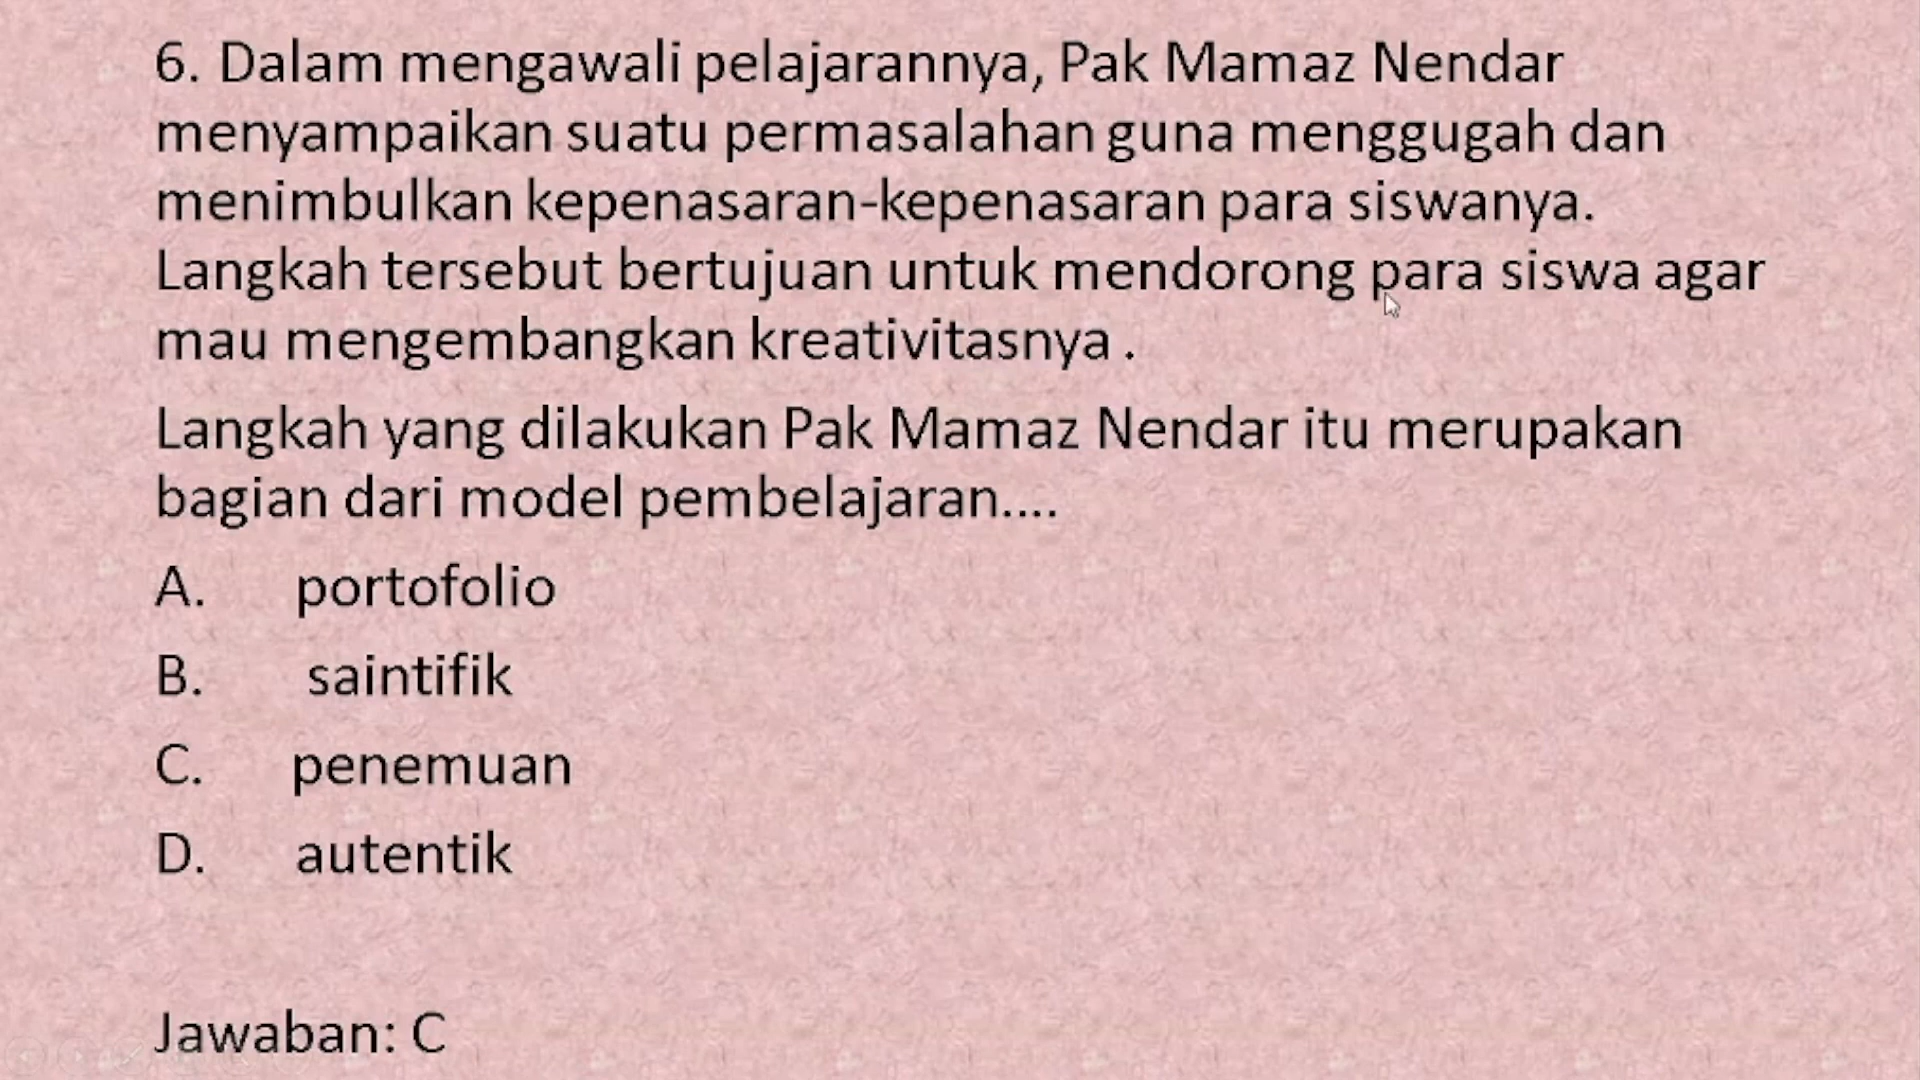 6. Dalam mengawali pelajarannya, Pak Mamaz Nendar
menyampaikan suatu permasalahan guna menggugah dan
menimbulkan kepenasaran-kepenasaran para siswanya.
Langkah tersebut bertujuan untuk mendorong para siswa agar
mau mengembangkan kreativitasnya .
Langkah yang dilakukan Pak Mamaz Nendar itu merupakan
bagian dari model pembelajaran....
A. portofolio
B. saintifik
C. penemuan
D. autentik
Jawaban: C